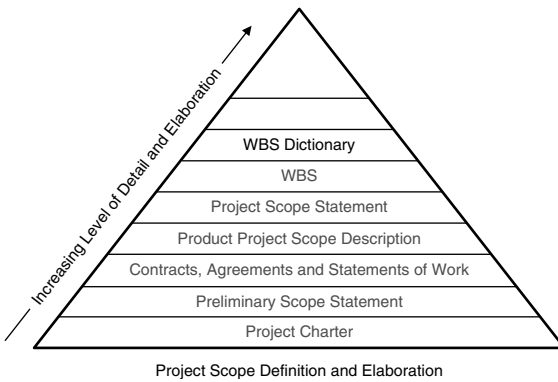 Increasing Level of Detail and Elaboration
WBS Dictionary
WBS
Project Scope Statement
Product Project Scope Description
Contracts, Agreements and Statements of Work
Preliminary Scope Statement
Project Charter
Project Scope Definition and Elaboration